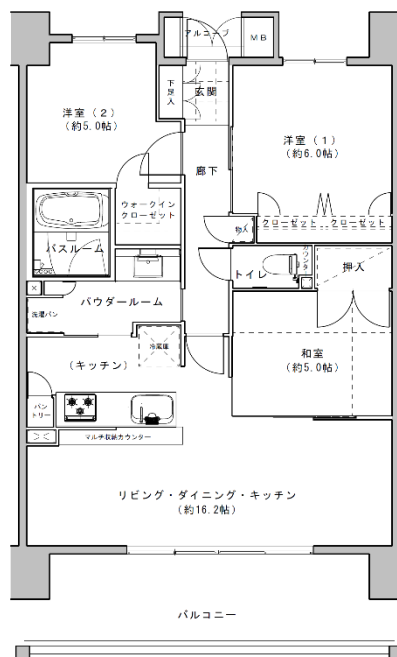 アルコーブ
MB
下足入
玄関
洋室（2）
（約5.0帖）
洋室（1）
（約6.0帖）
廊下
ウォークイン
クローゼット
クローゼット
クローゼット
物入
バスルーム
トイレ
カウンター
押入
パウダールーム
洗濯パン
冷蔵庫
和室
（約5.0帖）
（キッチン）
パン
トリー
マルチ収納カウンター
リビング・ダイニング・キッチン
（約16.2帖）
バルコニー